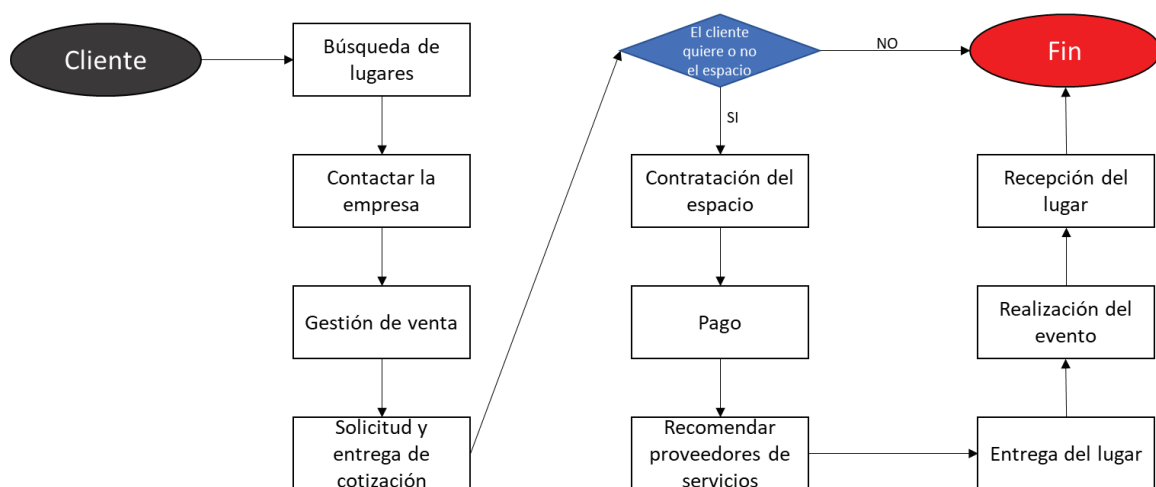 Cliente
Búsqueda de
lugares
Contactar la
empresa
Gestión de venta
Solicitud y
entrega de
cotización
El cliente
quiere o no
el espacio
NO
SI
Contratación del
espacio
Pago
Recomendar
proveedores de
servicios
Entrega del lugar
Realización del
evento
Recepción del
lugar
Fin